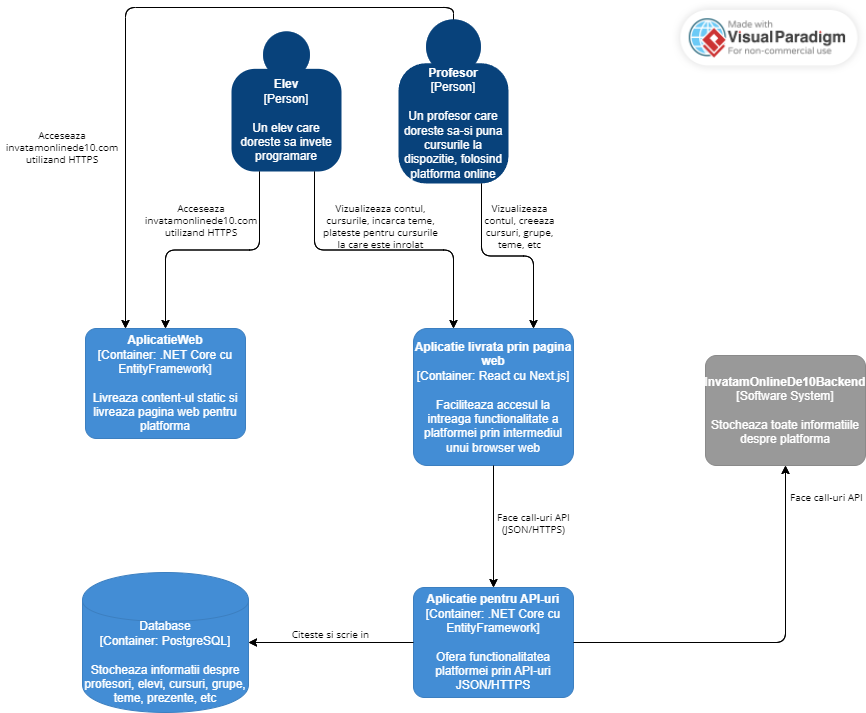 Made with
VisualParadigm
For non-commercial use
Elev
[Person]
Un elev care
doreste sa invete
programare
Profesor
[Person]
Un profesor care
doreste sa-si puna
cursurile la
dispozitie, folosind
platforma online
Acceseaza
invatamonlinede10.com
utilizand HTTPS
Acceseaza
invatamonlinede10.com
utilizand HTTPS
Vizualizeaza contul,
cursurile, incarca teme,
plateste pentru cursurile
la care este inrolat
Vizualizeaza
contul, creeaza
cursuri, grupe,
teme, etc
AplicatieWeb
[Container: .NET Core cu
EntityFramework]
Livreaza content-ul static si
livreaza pagina web pentru
platforma
Aplicatie livrata prin pagina
web
[Container: React cu Next.js]
Faciliteaza accesul la
intreaga functionalitate a
platformei prin intermediul
unui browser web
InvatamOnlineDe10Backend
[Software System]
Stocheaza toate informatiile
despre platforma
Face call-uri API
(JSON/HTTPS)
Face call-uri API
Database
[Container: PostgreSQL]
Stocheaza informatii despre
profesori, elevi, cursuri, grupe,
teme, prezente, etc
Citeste si scrie in
Aplicatie pentru API-uri
[Container: .NET Core cu
EntityFramework]
Ofera functionalitatea
platformei prin API-uri
JSON/HTTPS